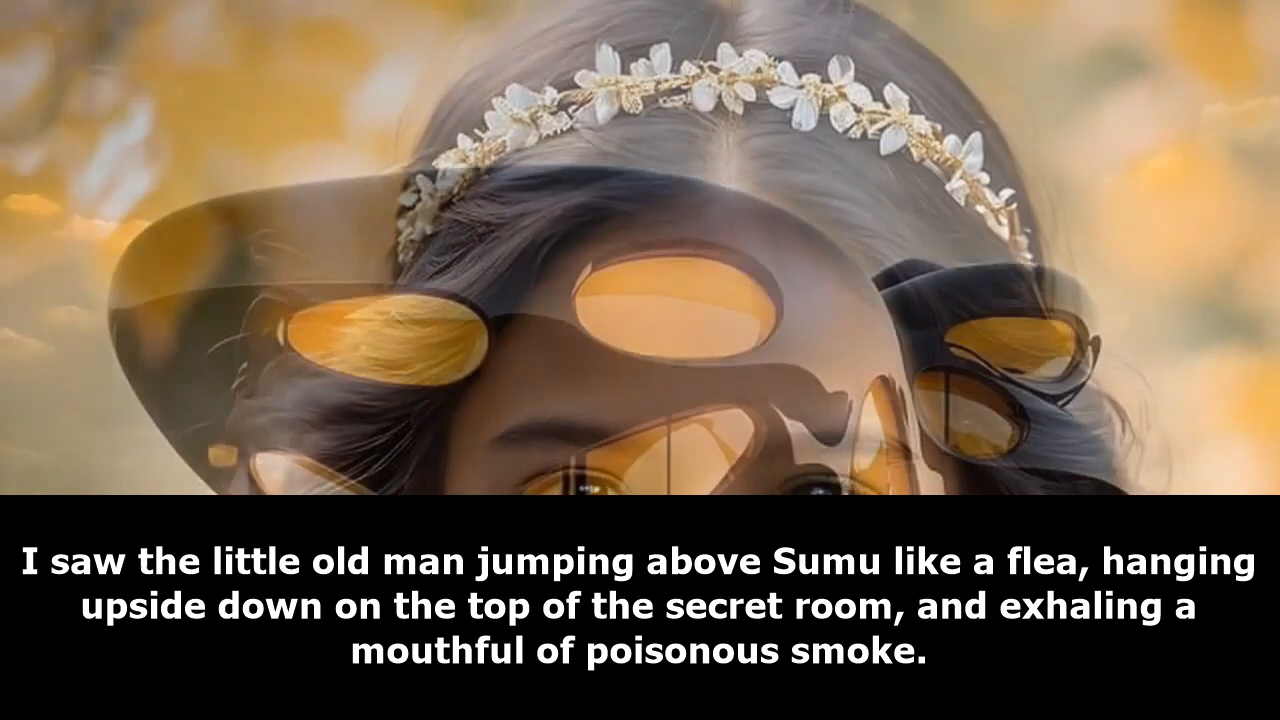 I saw the little old man jumping above Sumu like a flea, hanging
upside down on the top of the secret room, and exhaling a
mouthful of poisonous smoke.